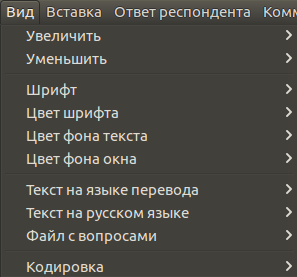 Вид Вставка Ответ респондента
Увеличить
Уменьшить
Шрифт
Цвет шрифта
Цвет фона текста
Цвет фона окна
Текст на языке перевода
Текст на русском языке
Файл с вопросами
Кодировка